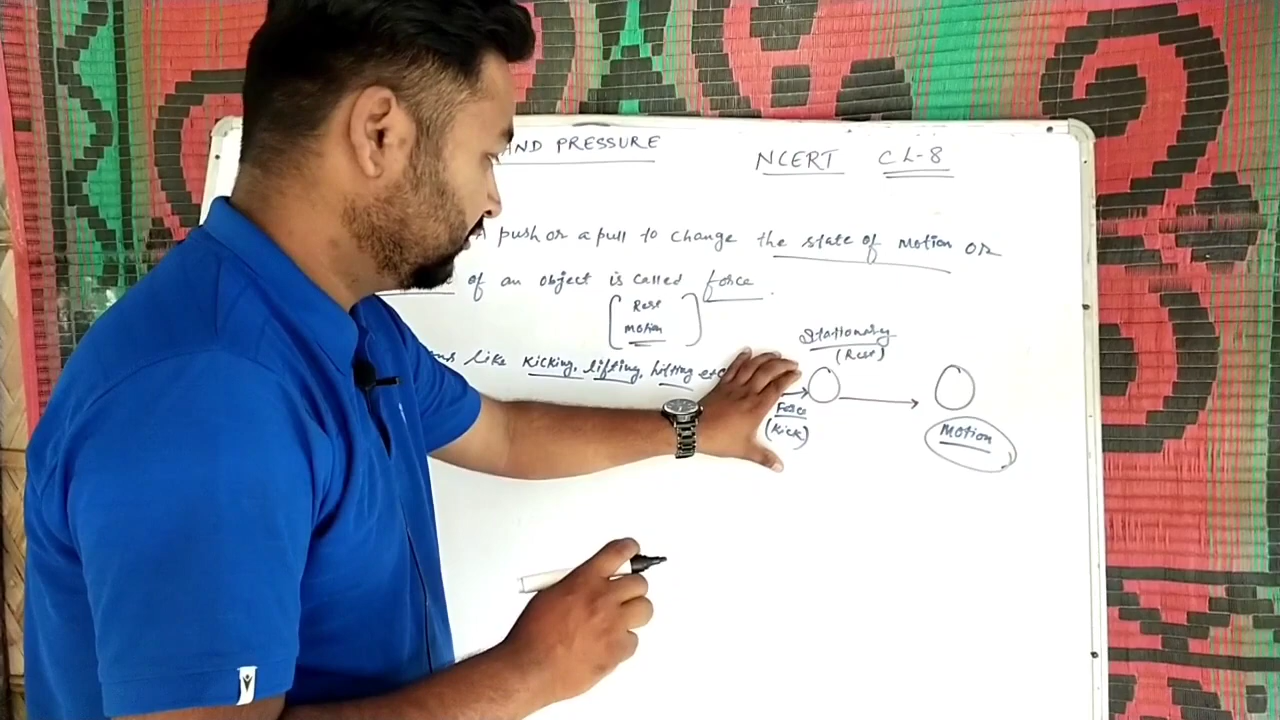 AND PRESSURE
NCERT CL-8
A push or a pull to change the state of Motion or
of an object is called force.
Rest
Motion
like kicking, lifting, hitting etc
Stationary
(Rest)
Force
(Kick)
Motion